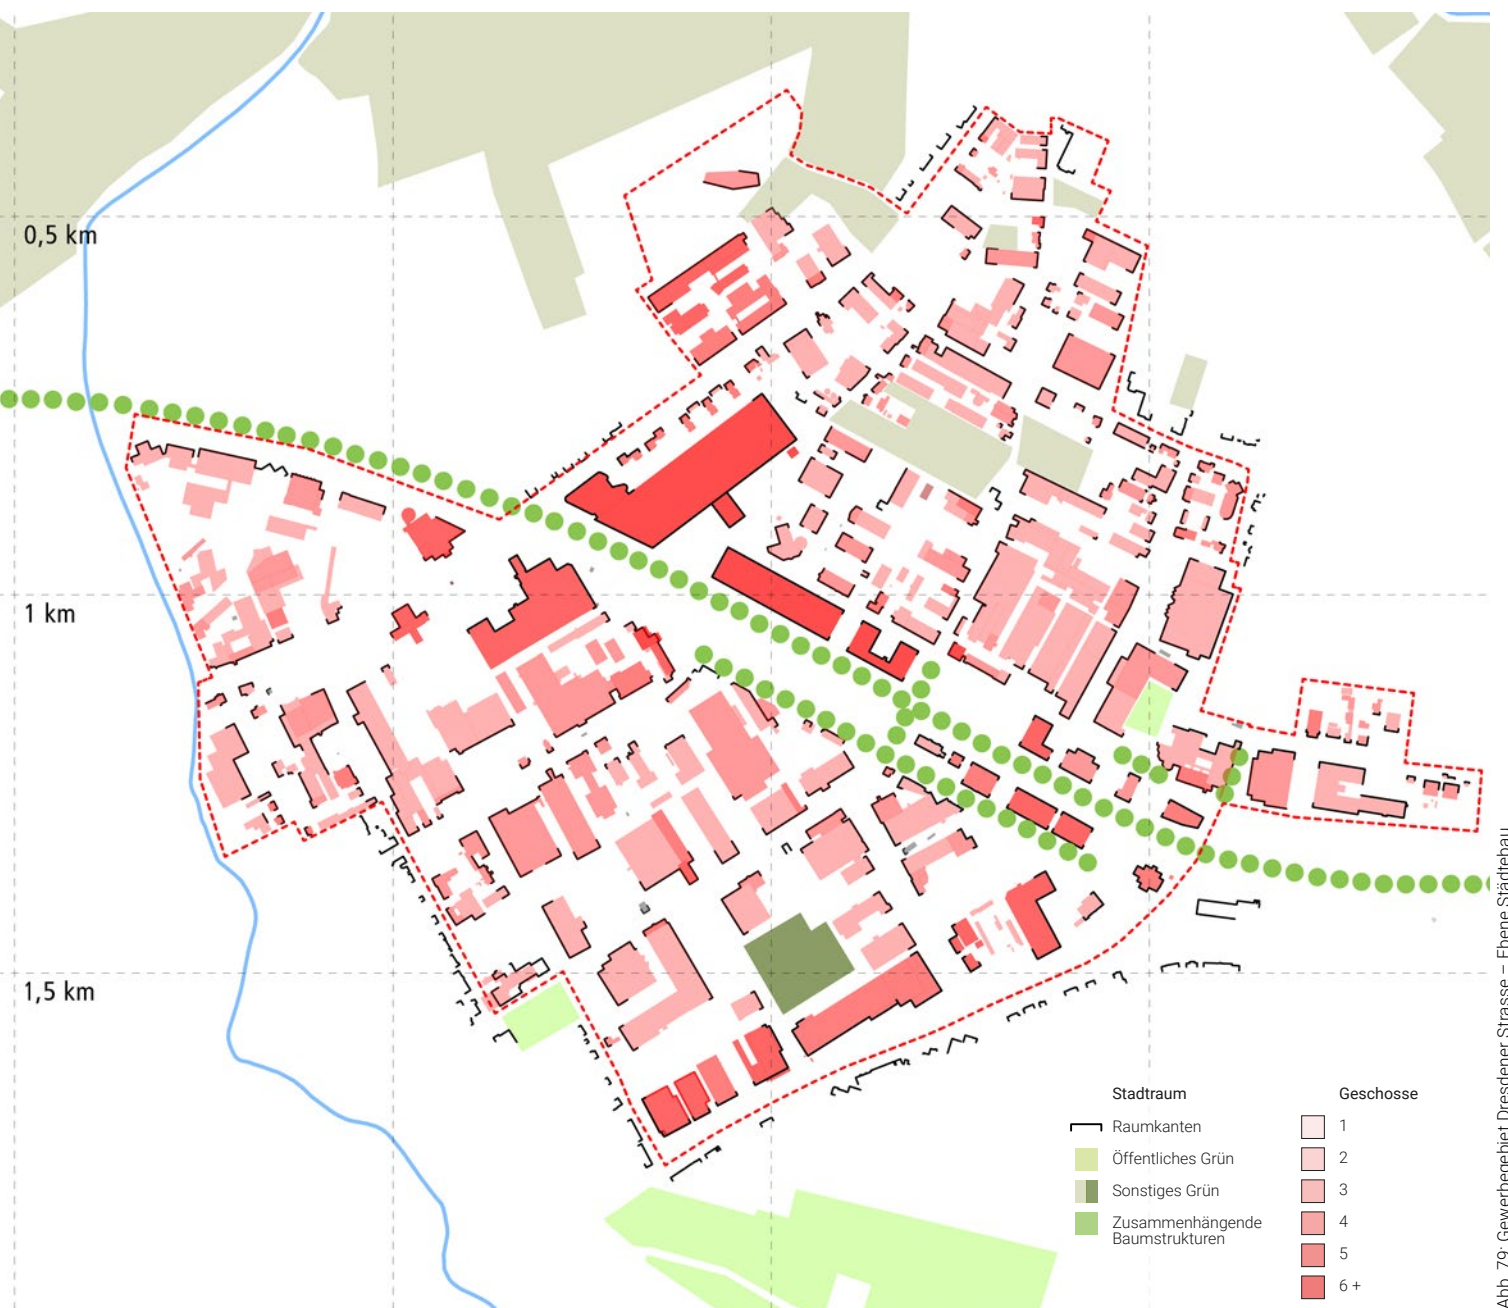 0,5 km
1 km
1,5 km
Stadtraum
Raumkanten
Öffentliches Grün
Sonstiges Grün
Zusammenhängende
Baumstrukturen
Geschosse
1
2
3
4
5
6 +
Abb. 79: Gewerbegebiet Dresdener Strasse – Ebene Städtebau